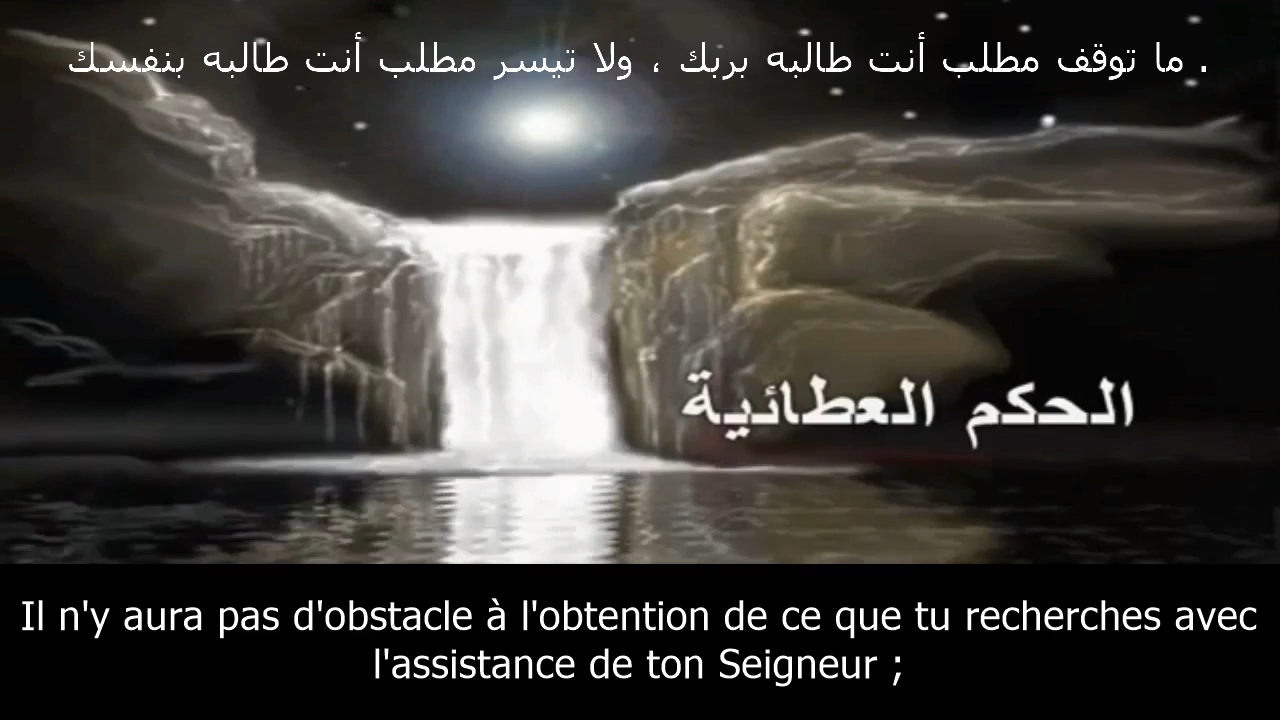 ما توقف مطلب أنت طالبه بربك ، ولا تيسر مطلب أنت طالبه بنفسك .
الحكم العطائية
Il n'y aura pas d'obstacle à l'obtention de ce que tu recherches avec
l'assistance de ton Seigneur ;